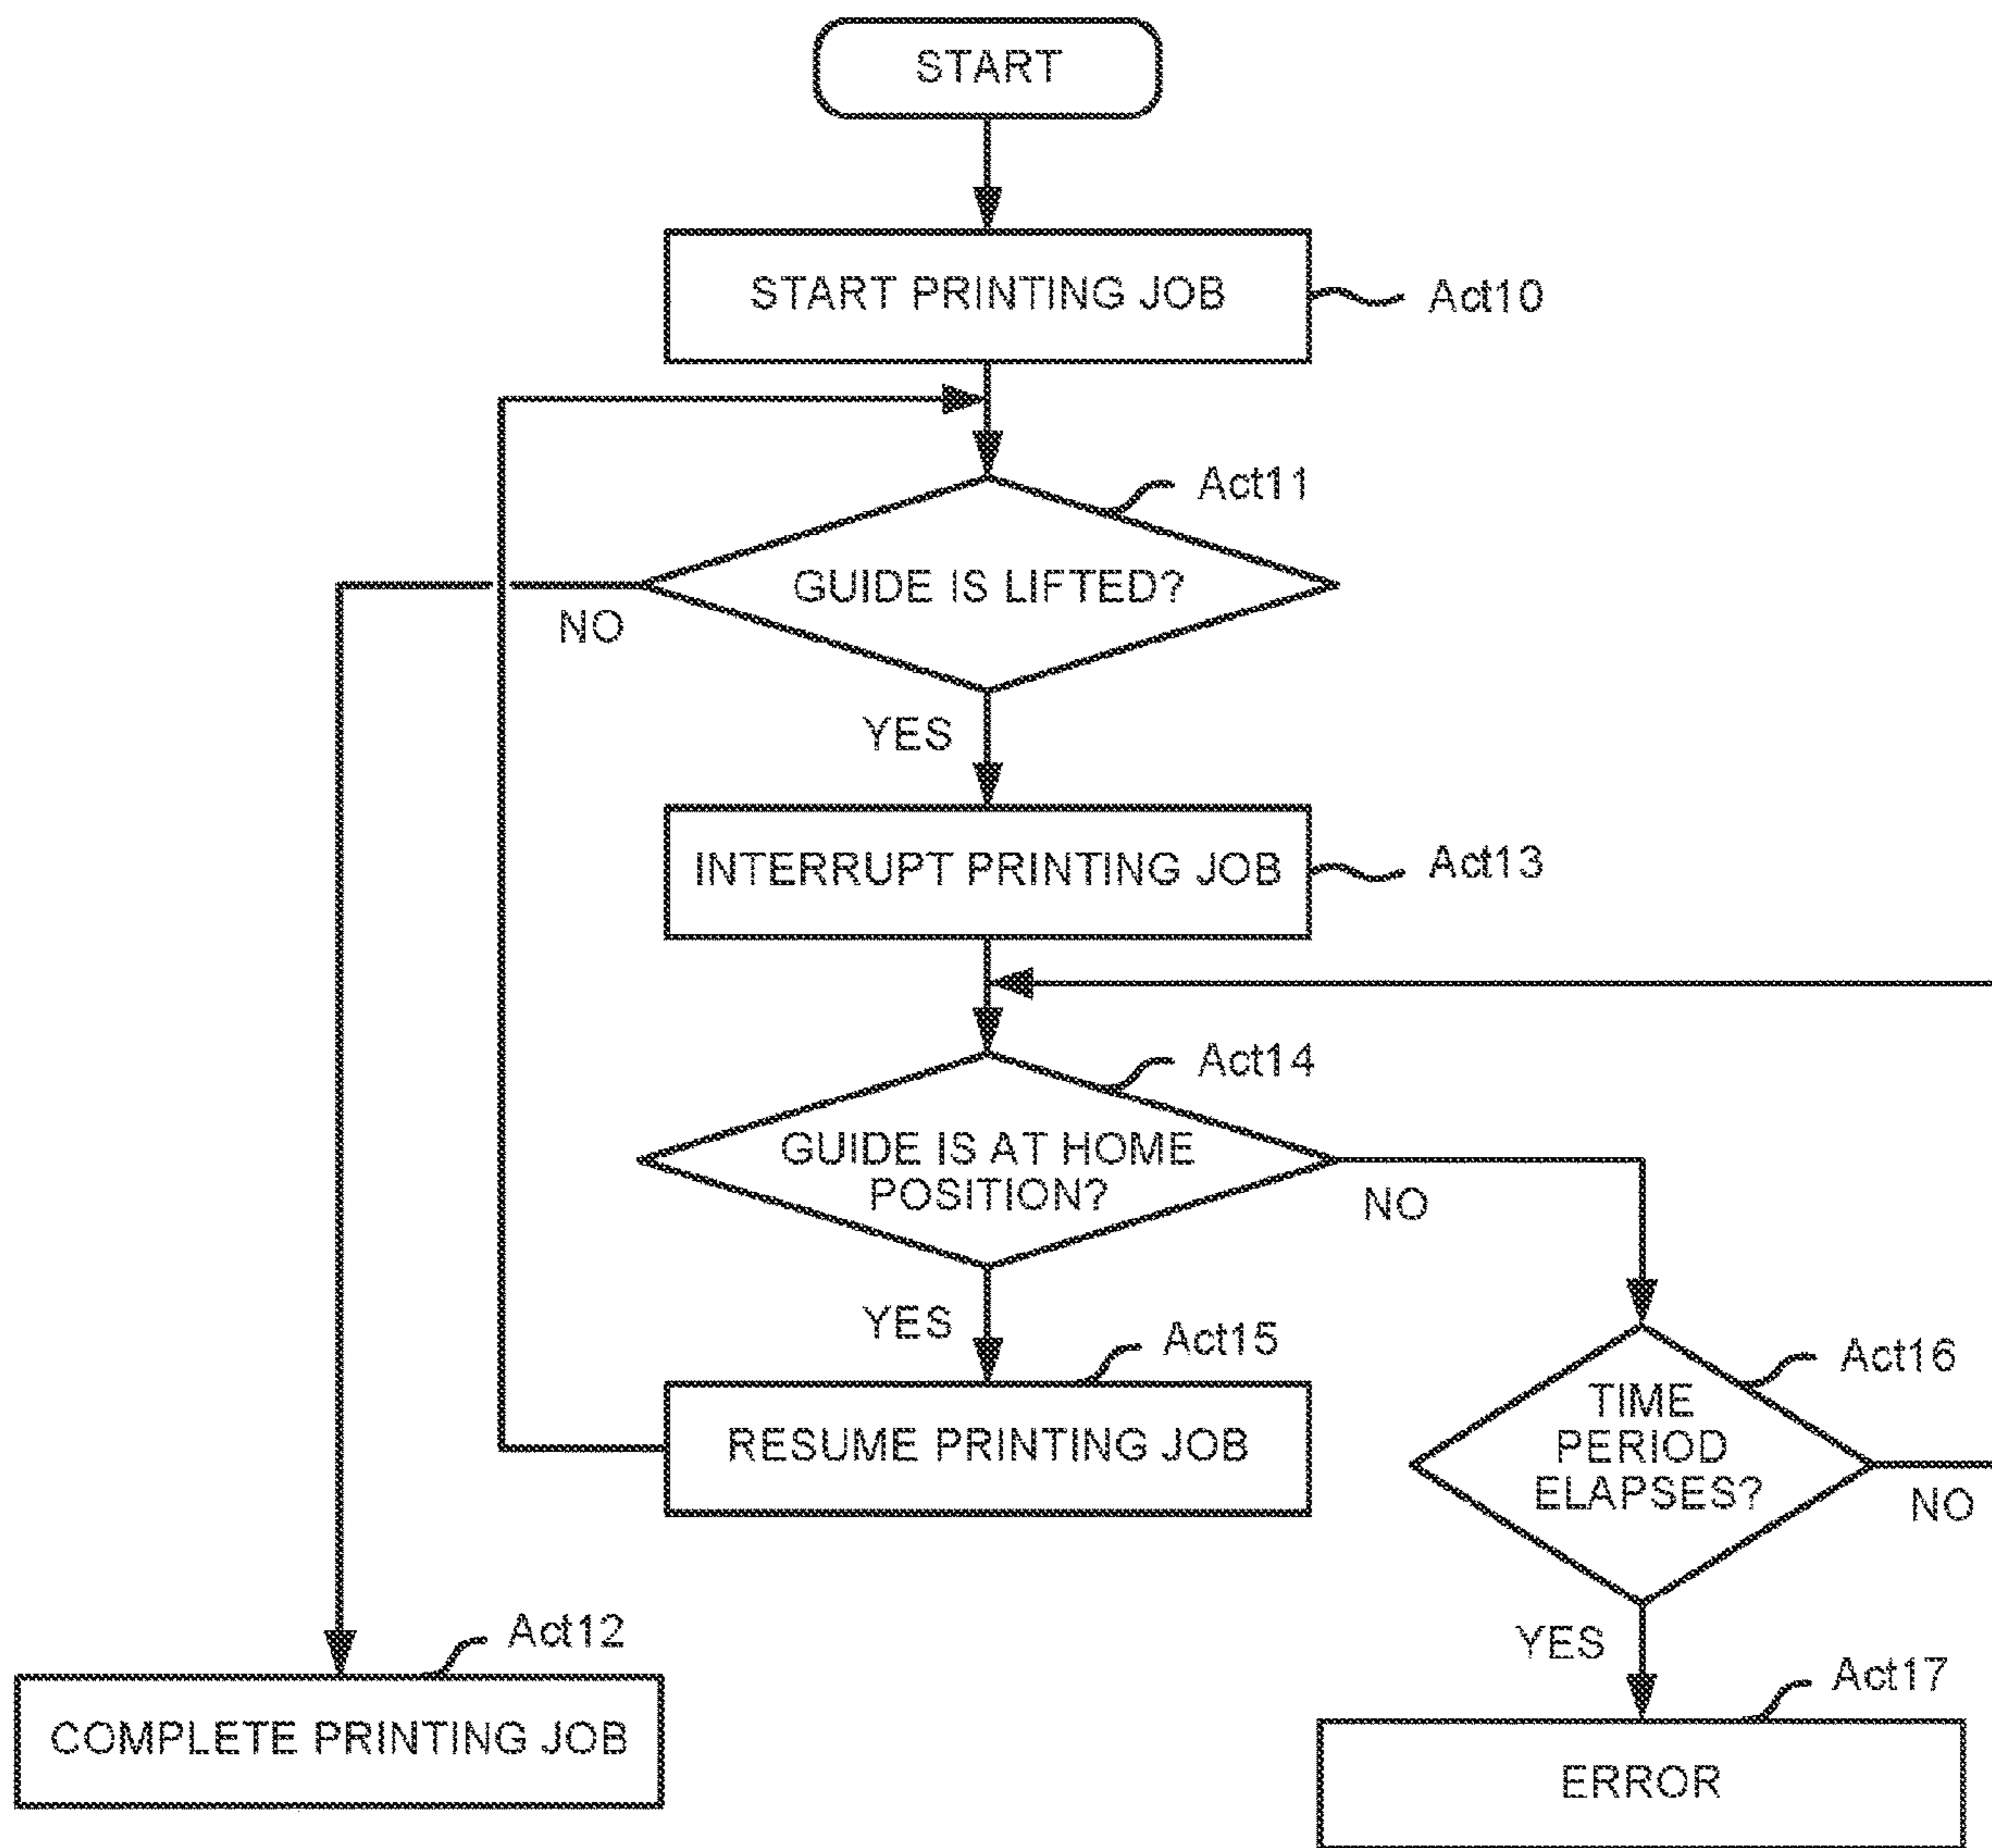 START
START PRINTING JOB
Act10
Act11
GUIDE IS LIFTED?
NO
YES
INTERRUPT PRINTING JOB
Act13
Act14
GUIDE IS AT HOME
POSITION?
NO
YES
Act15
RESUME PRINTING JOB
Act16
TIME
PERIOD
ELAPSES?
NO
YES
Act12
COMPLETE PRINTING JOB
Act17
ERROR